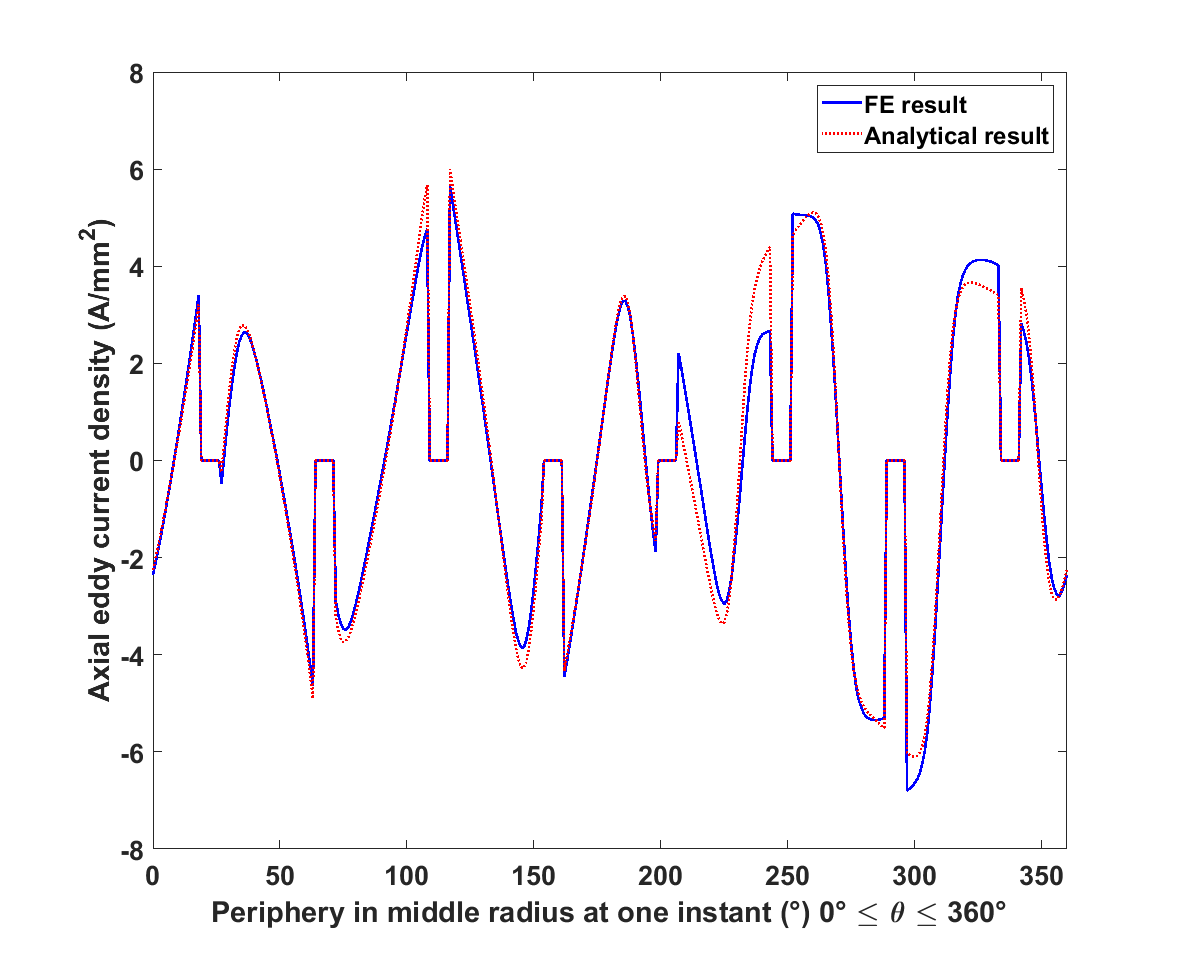 8
6
4
2
0
-2
-4
-6
-8
Axial eddy current density (A/mm²)
FE result
Analytical result
0 50 100 150 200 250 300 350
Periphery in middle radius at one instant (°) 0° ≤ θ ≤ 360°